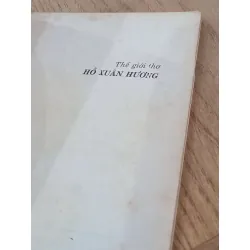 Thế giới thơ
HỒ XUÂN HƯƠNG